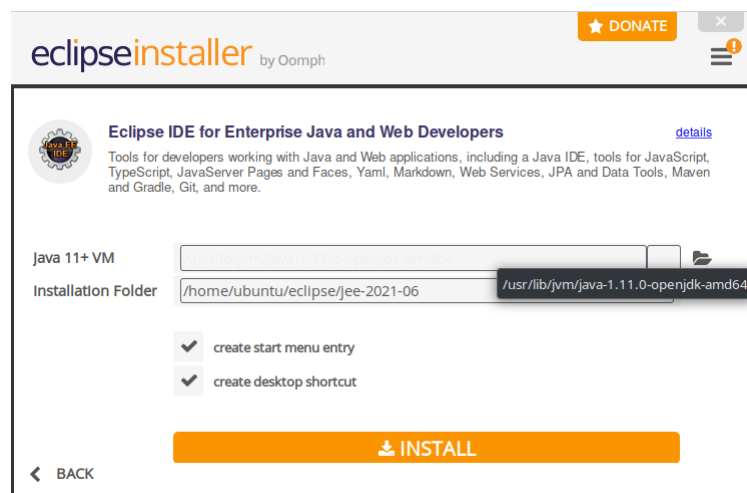 DONATE
eclipseinstaller by Oomph
Java EE
IDE
Eclipse IDE for Enterprise Java and Web Developers
details
Tools for developers working with Java and Web applications, including a Java IDE, tools for JavaScript,
TypeScript, JavaServer Pages and Faces, Yaml, Markdown, Web Services, JPA and Data Tools, Maven
and Gradle, Git, and more.
Java 11+ VM
/usr/lib/jvm/java-1.11.0-openjdk-amd64
/usr/lib/jvm/java-1.11.0-openjdk-amd64
Installation Folder
/home/ubuntu/eclipse/jee-2021-06
create start menu entry
create desktop shortcut
INSTALL
BACK